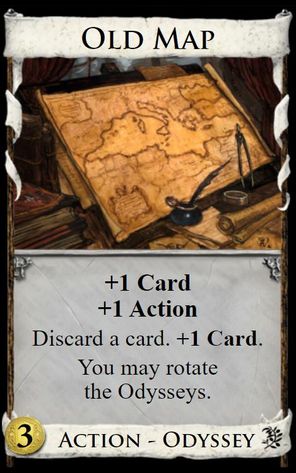 Old Map
+1 Card
+1 Action
Discard a card. +1 Card.
You may rotate
the Odysseys.
3 Action - Odyssey